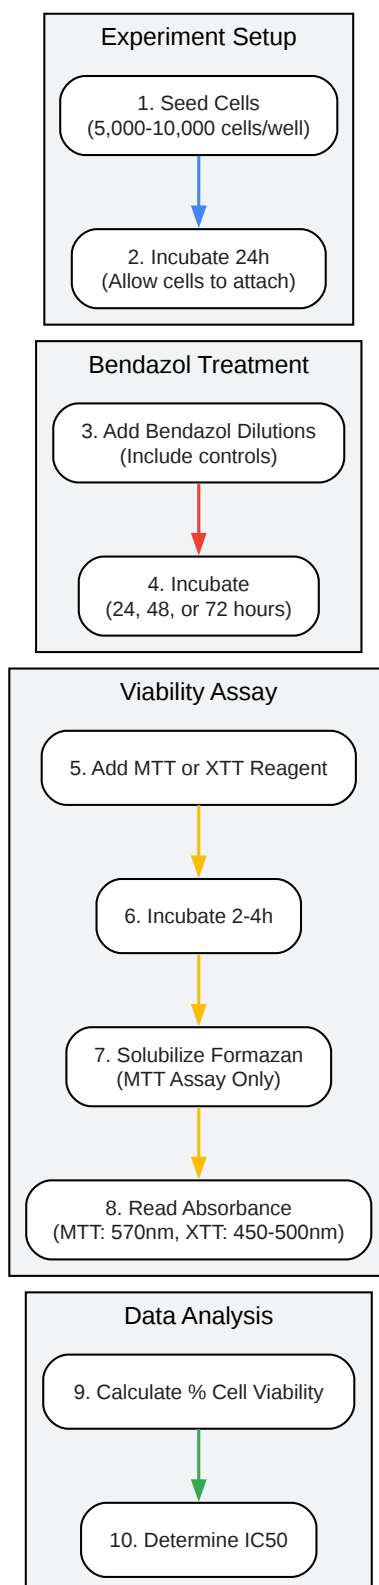 Experiment Setup
1. Seed Cells
(5,000-10,000 cells/well)
2. Incubate 24h
(Allow cells to attach)
Bendazol Treatment
3. Add Bendazol Dilutions
(Include controls)
4. Incubate
(24, 48, or 72 hours)
Viability Assay
5. Add MTT or XTT Reagent
6. Incubate 2-4h
7. Solubilize Formazan
(MTT Assay Only)
8. Read Absorbance
(MTT: 570nm, XTT: 450-500nm)
Data Analysis
9. Calculate % Cell Viability
10. Determine IC50